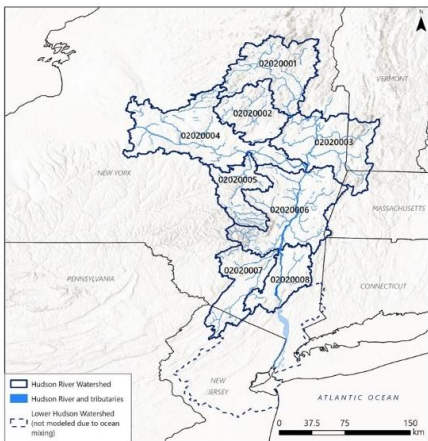 N
02020001
VERMONT
02020002
02020004
02020003
NEW YORK
02020005
02020006
MASSACHUSETTS
02020007
02020008
PENNSYLVANIA
CONNECTICUT
NEW
JERSEY
ATLANTIC OCEAN
Hudson River Watershed
Hudson River and tributaries
Lower Hudson Watershed
(not modeled due to ocean
mixing)
0 37.5 75 150
km